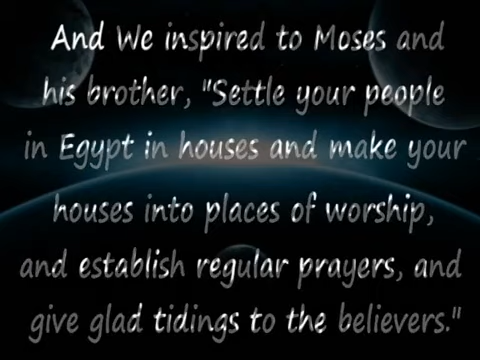 And We inspired to Moses and
his brother, "Settle your people
in Egypt in houses and make your
houses into places of worship,
and establish regular prayers, and
give glad tidings to the believers."